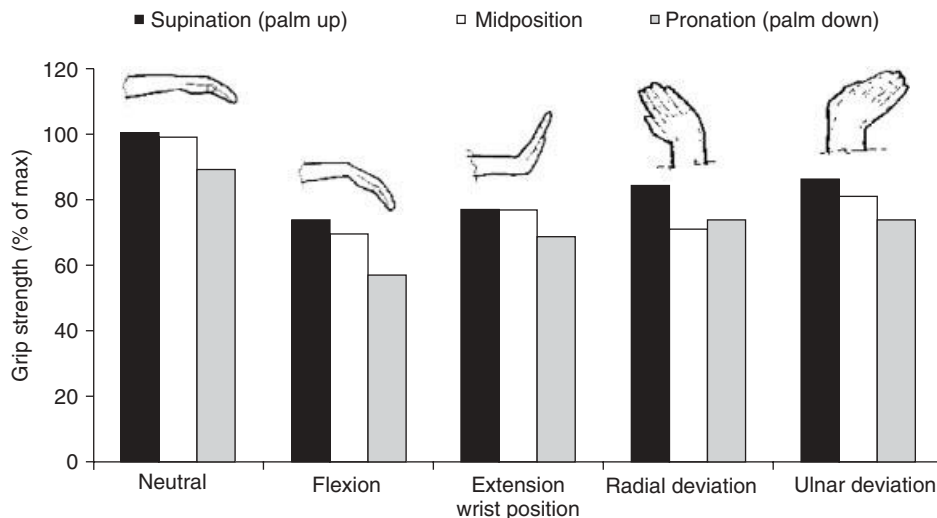 Supination (palm up) Midposition Pronation (palm down)
Grip strength (% of max)
120
100
80
60
40
20
0
Neutral Flexion Extension Radial deviation Ulnar deviation
wrist position